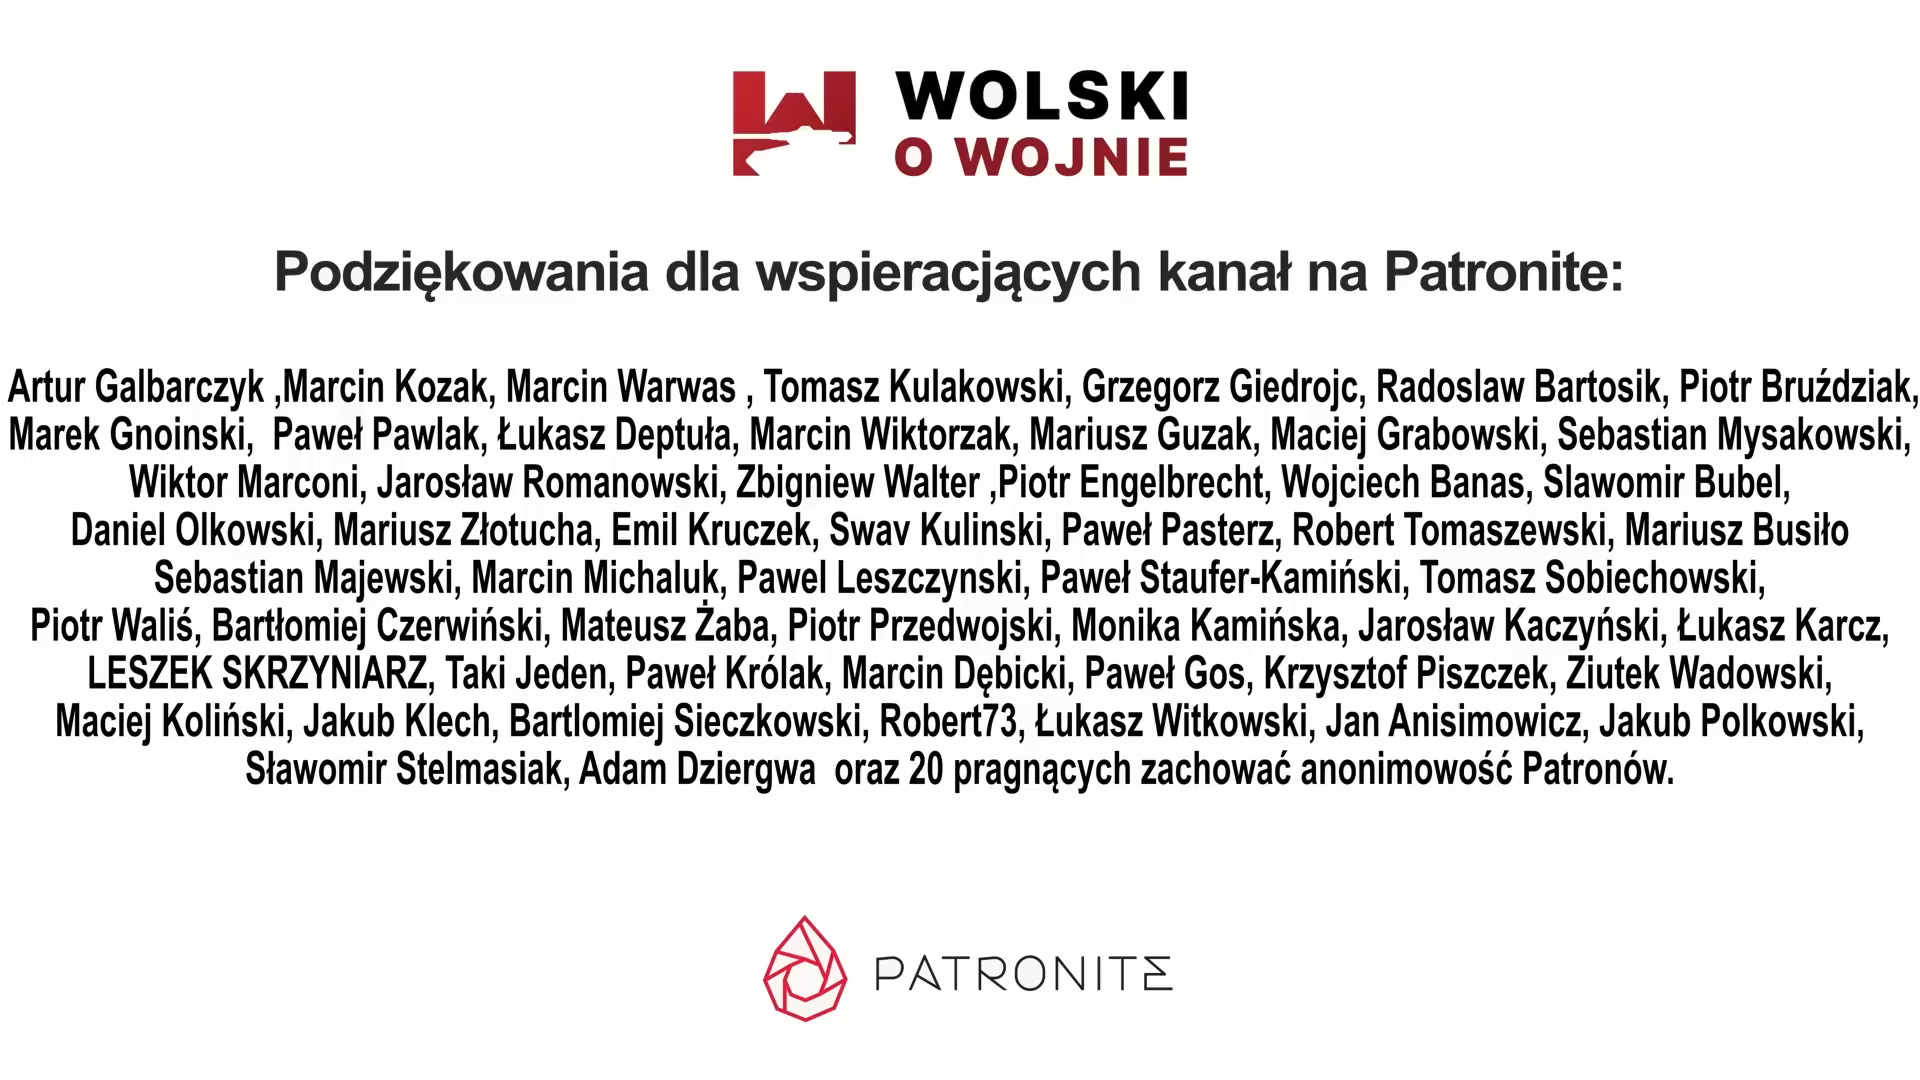 WOLSKI
O WOJNIE
Podziękowania dla wspieracjących kanał na Patronite:
Artur Galbarczyk ,Marcin Kozak, Marcin Warwas , Tomasz Kulakowski, Grzegorz Giedrojc, Radoslaw Bartosik, Piotr Bruździak,
Marek Gnoinski,  Paweł Pawlak, Łukasz Deptuła, Marcin Wiktorzak, Mariusz Guzak, Maciej Grabowski, Sebastian Mysakowski,
Wiktor Marconi, Jarosław Romanowski, Zbigniew Walter ,Piotr Engelbrecht, Wojciech Banas, Slawomir Bubel,
Daniel Olkowski, Mariusz Złotucha, Emil Kruczek, Swav Kulinski, Paweł Pasterz, Robert Tomaszewski, Mariusz Busiło
Sebastian Majewski, Marcin Michaluk, Pawel Leszczynski, Paweł Staufer-Kamiński, Tomasz Sobiechowski,
Piotr Waliś, Bartłomiej Czerwiński, Mateusz Żaba, Piotr Przedwojski, Monika Kamińska, Jarosław Kaczyński, Łukasz Karcz,
LESZEK SKRZYNIARZ, Taki Jeden, Paweł Królak, Marcin Dębicki, Paweł Gos, Krzysztof Piszczek, Ziutek Wadowski,
Maciej Koliński, Jakub Klech, Bartlomiej Sieczkowski, Robert73, Łukasz Witkowski, Jan Anisimowicz, Jakub Polkowski,
Sławomir Stelmasiak, Adam Dziergwa  oraz 20 pragnących zachować anonimowość Patronów.
PATRONITE